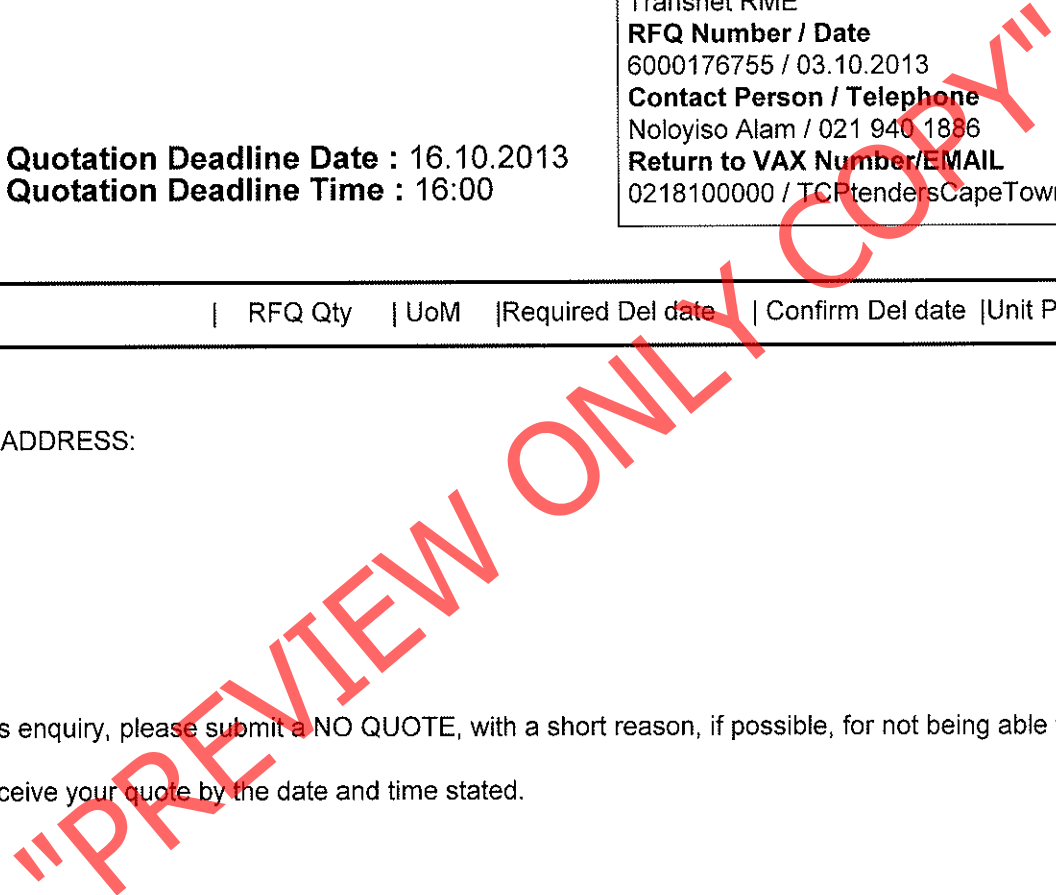 Transnet RME
RFQ Number / Date
6000176755 / 03.10.2013
Contact Person / Telephone
Noloyiso Alam / 021 940 1886
Return to VAX Number/EMAIL
0218100000 / TCPtendersCapeTown
Quotation Deadline Date : 16.10.2013
Quotation Deadline Time : 16:00
| RFQ Qty | UoM |Required Del date | Confirm Del date |Unit P
ADDRESS:
s enquiry, please submit a NO QUOTE, with a short reason, if possible, for not being able
ceive your quote by the date and time stated.
"PREVIEW ONLY COPY"